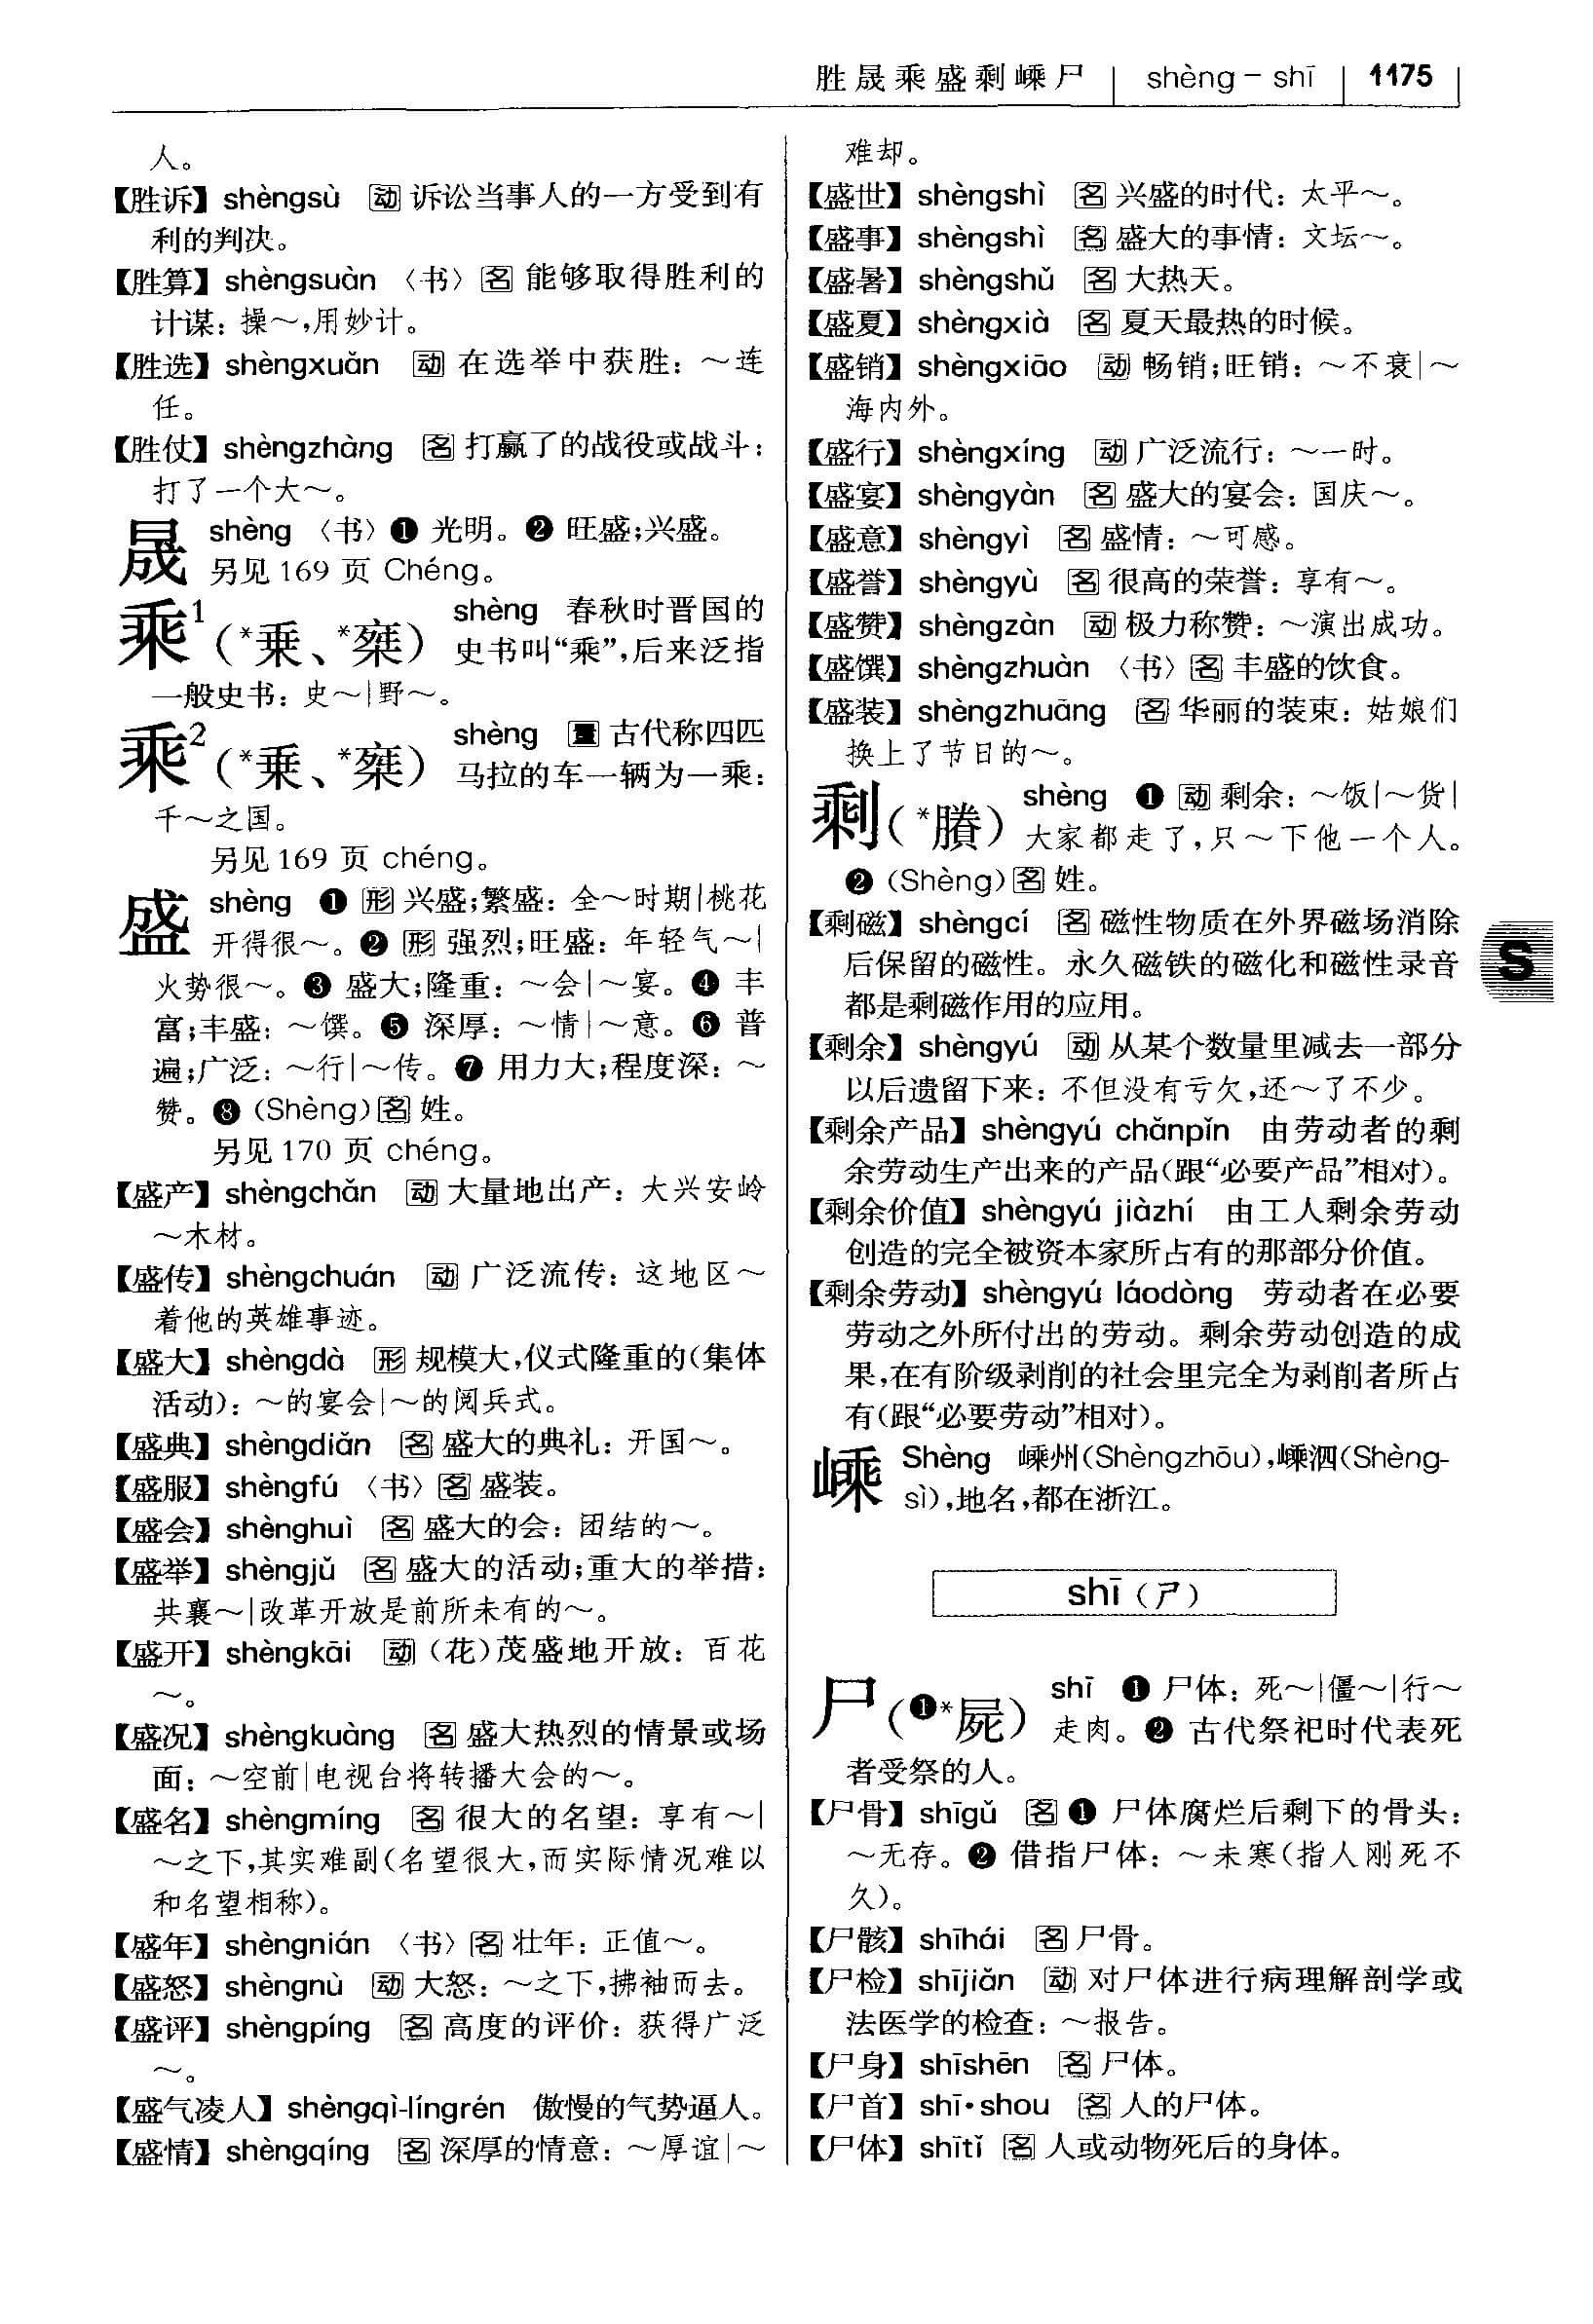 胜晟乘盛剩嵊尸 | shèng－shī | 1175
人。
【胜诉】 shèngsù 动 诉讼当事人的一方受到有
利的判决。
【胜算】 shèngsuàn 〈书〉名 能够取得胜利的
计谋：操～,用妙计。
【胜选】 shèngxuǎn 动 在选举中获胜：～连
任。
【胜仗】 shèngzhàng 名 打赢了的战役或战斗：
打了一个大～。
晟 shèng 〈书〉❶ 光明。❷ 旺盛;兴盛。
另见 169 页 Chéng。
乘¹（*乗、*椉） shèng 春秋时晋国的
史书叫“乘”,后来泛指
一般史书：史～|野～。
乘²（*乗、*椉） shèng 量 古代称四匹
马拉的车一辆为一乘：
千～之国。
另见 169 页 chéng。
盛 shèng ❶ 形 兴盛;繁盛：全～时期|桃花
开得很～。❷ 形 强烈;旺盛：年轻气～|
火势很～。❸ 盛大;隆重：～会|～宴。❹ 丰
富;丰盛：～馔。❺ 深厚：～情|～意。❻ 普
遍;广泛：～行|～传。❼ 用力大;程度深：～
赞。❽ (Shèng)名 姓。
另见 170 页 chéng。
【盛产】 shèngchǎn 动 大量地出产：大兴安岭
～木材。
【盛传】 shèngchuán 动 广泛流传：这地区～
着他的英雄事迹。
【盛大】 shèngdà 形 规模大,仪式隆重的(集体
活动)：～的宴会|～的阅兵式。
【盛典】 shèngdiǎn 名 盛大的典礼：开国～。
【盛服】 shèngfú 〈书〉名 盛装。
【盛会】 shènghuì 名 盛大的会：团结的～。
【盛举】 shèngjǔ 名 盛大的活动;重大的举措：
共襄～|改革开放是前所未有的～。
【盛开】 shèngkāi 动 (花)茂盛地开放：百花
～。
【盛况】 shèngkuàng 名 盛大热烈的情景或场
面：～空前|电视台将转播大会的～。
【盛名】 shèngmíng 名 很大的名望：享有～|
～之下,其实难副(名望很大,而实际情况难以
和名望相称)。
【盛年】 shèngnián 〈书〉名 壮年：正值～。
【盛怒】 shèngnù 动 大怒：～之下,拂袖而去。
【盛评】 shèngpíng 名 高度的评价：获得广泛
～。
【盛气凌人】 shèngqì-língrén 傲慢的气势逼人。
【盛情】 shèngqíng 名 深厚的情意：～厚谊|～
难却。
【盛世】 shèngshì 名 兴盛的时代：太平～。
【盛事】 shèngshì 名 盛大的事情：文坛～。
【盛暑】 shèngshǔ 名 大热天。
【盛夏】 shèngxià 名 夏天最热的时候。
【盛销】 shèngxiāo 动 畅销;旺销：～不衰|～
海内外。
【盛行】 shèngxíng 动 广泛流行：～一时。
【盛宴】 shèngyàn 名 盛大的宴会：国庆～。
【盛意】 shèngyì 名 盛情：～可感。
【盛誉】 shèngyù 名 很高的荣誉：享有～。
【盛赞】 shèngzàn 动 极力称赞：～演出成功。
【盛馔】 shèngzhuàn 〈书〉名 丰盛的饮食。
【盛装】 shèngzhuāng 名 华丽的装束：姑娘们
换上了节日的～。
剩（*賸） shèng ❶ 动 剩余：～饭|～货|
大家都走了,只～下他一个人。
❷ (Shèng)名 姓。
【剩磁】 shèngcí 名 磁性物质在外界磁场消除
后保留的磁性。永久磁铁的磁化和磁性录音
都是剩磁作用的应用。
【剩余】 shèngyú 动 从某个数量里减去一部分
以后遗留下来：不但没有亏欠,还～了不少。
【剩余产品】 shèngyú chǎnpǐn 由劳动者的剩
余劳动生产出来的产品(跟“必要产品”相对)。
【剩余价值】 shèngyú jiàzhí 由工人剩余劳动
创造的完全被资本家所占有的那部分价值。
【剩余劳动】 shèngyú láodòng 劳动者在必要
劳动之外所付出的劳动。剩余劳动创造的成
果,在有阶级剥削的社会里完全为剥削者所占
有(跟“必要劳动”相对)。
嵊 Shèng 嵊州(Shèngzhōu),嵊泗(Shèng-
sì),地名,都在浙江。
S
shī（ㄕ）
尸（❶*屍） shī ❶ 尸体：死～|僵～|行～
走肉。❷ 古代祭祀时代表死
者受祭的人。
【尸骨】 shīgǔ 名 ❶ 尸体腐烂后剩下的骨头：
～无存。❷ 借指尸体：～未寒(指人刚死不
久)。
【尸骸】 shīhái 名 尸骨。
【尸检】 shījiǎn 动 对尸体进行病理解剖学或
法医学的检查：～报告。
【尸身】 shīshēn 名 尸体。
【尸首】 shī•shou 名 人的尸体。
【尸体】 shītǐ 名 人或动物死后的身体。